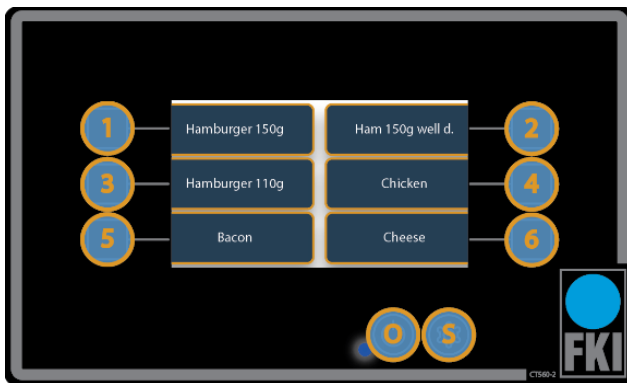 1 Hamburger 150g Ham 150g well d. 2
3 Hamburger 110g Chicken 4
5 Bacon Cheese 6
O S
FKI
CT560-2